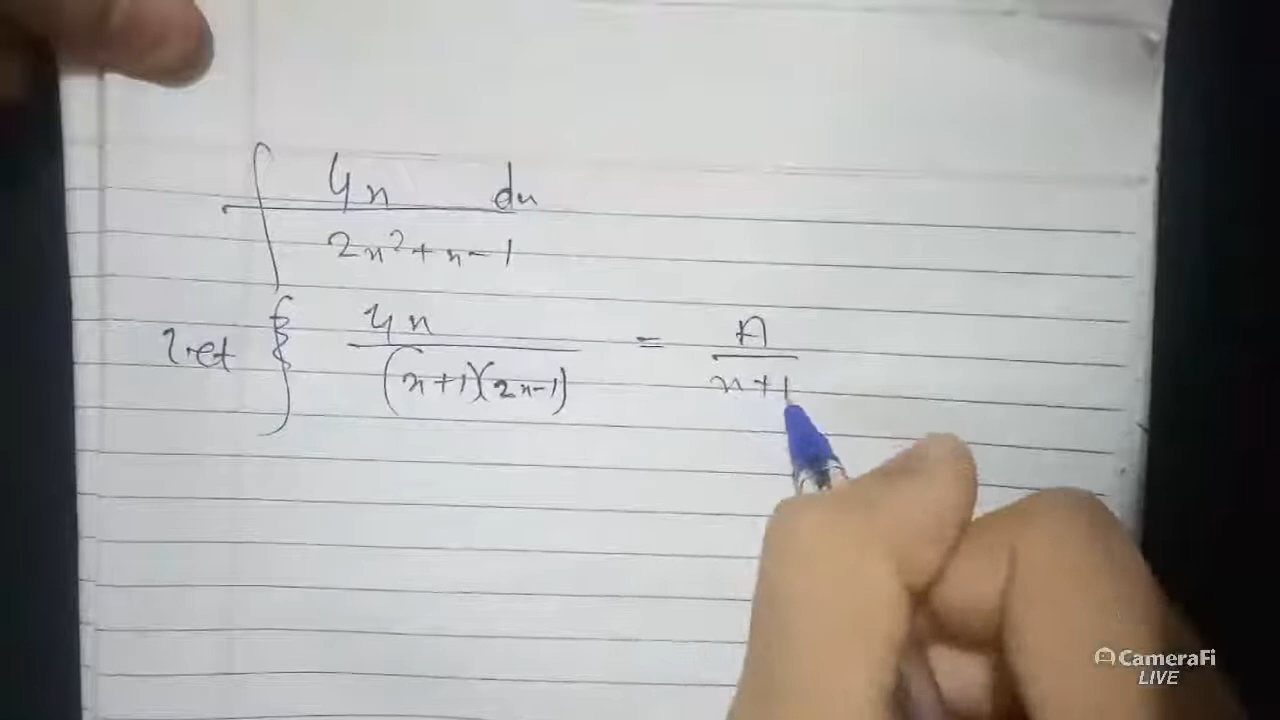 ∫ 4x dx
2x² + x - 1
Let 4x = A
(x+1)(2x-1) x+1
CameraFi
LIVE